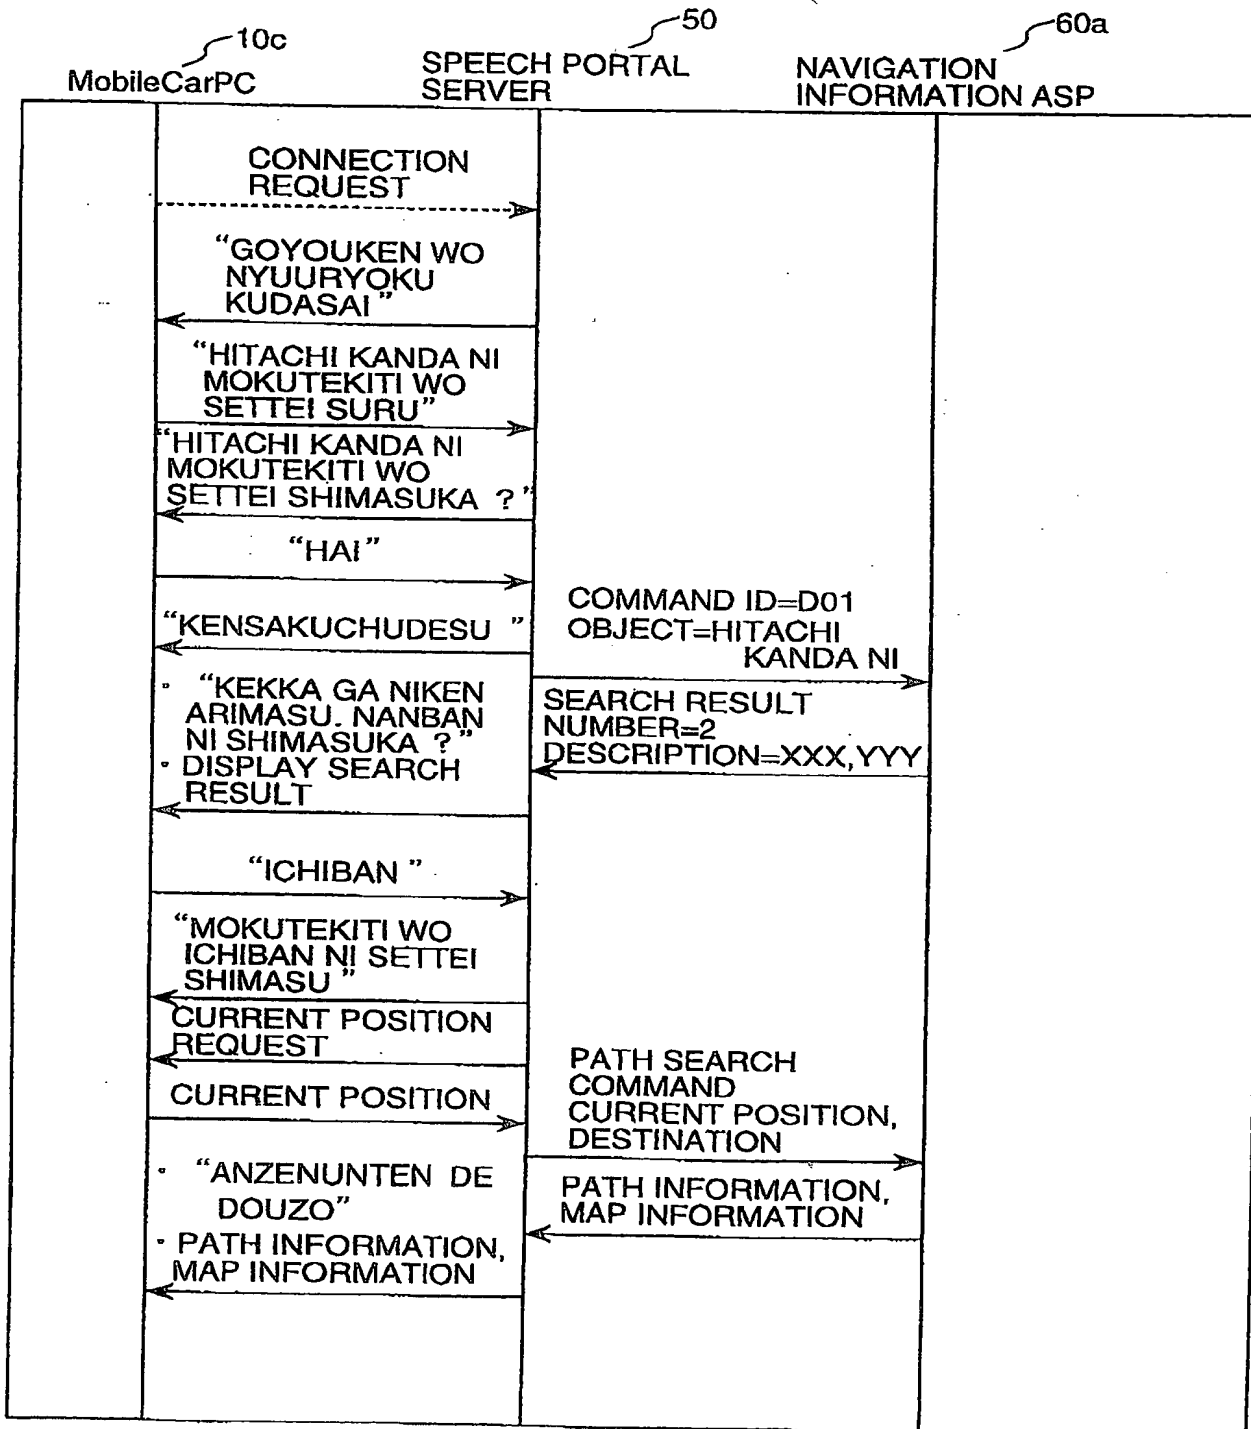 10c
MobileCarPC
50
SPEECH PORTAL
SERVER
60a
NAVIGATION
INFORMATION ASP
CONNECTION
REQUEST
“GOYOUKEN WO
NYUURYOKU
KUDASAI”
“HITACHI KANDA NI
MOKUTEKITI WO
SETTEI SURU”
“HITACHI KANDA NI
MOKUTEKITI WO
SETTEI SHIMASUKA ?”
“HAI”
“KENSAKUCHUDESU ”
COMMAND ID=D01
OBJECT=HITACHI
KANDA NI
SEARCH RESULT
NUMBER=2
DESCRIPTION=XXX,YYY
· “KEKKA GA NIKEN
ARIMASU. NANBAN
NI SHIMASUKA ?”
· DISPLAY SEARCH
RESULT
“ICHIBAN ”
“MOKUTEKITI WO
ICHIBAN NI SETTEI
SHIMASU ”
CURRENT POSITION
REQUEST
CURRENT POSITION
PATH SEARCH
COMMAND
CURRENT POSITION,
DESTINATION
PATH INFORMATION,
MAP INFORMATION
· “ANZENUNTEN DE
DOUZO”
· PATH INFORMATION,
MAP INFORMATION